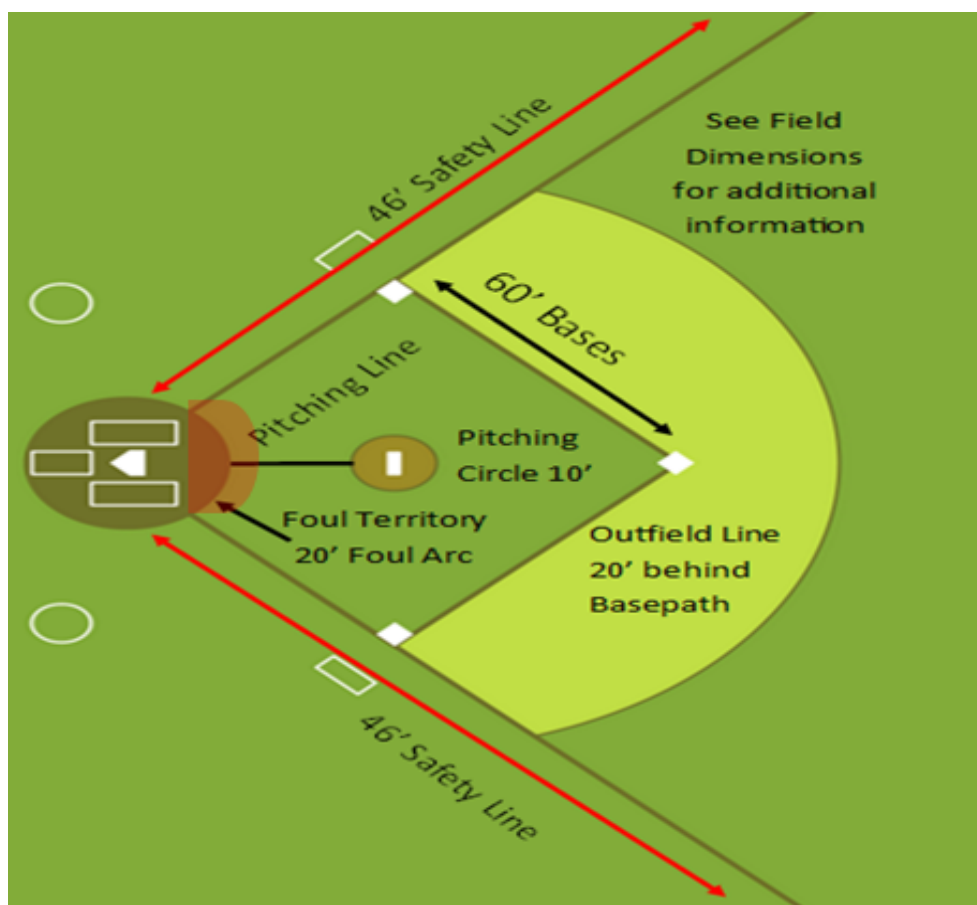 46' Safety Line
See Field
Dimensions
for additional
information
60' Bases
Pitching Line
Pitching
Circle 10'
Foul Territory
20' Foul Arc
Outfield Line
20' behind
Basepath
46' Safety Line